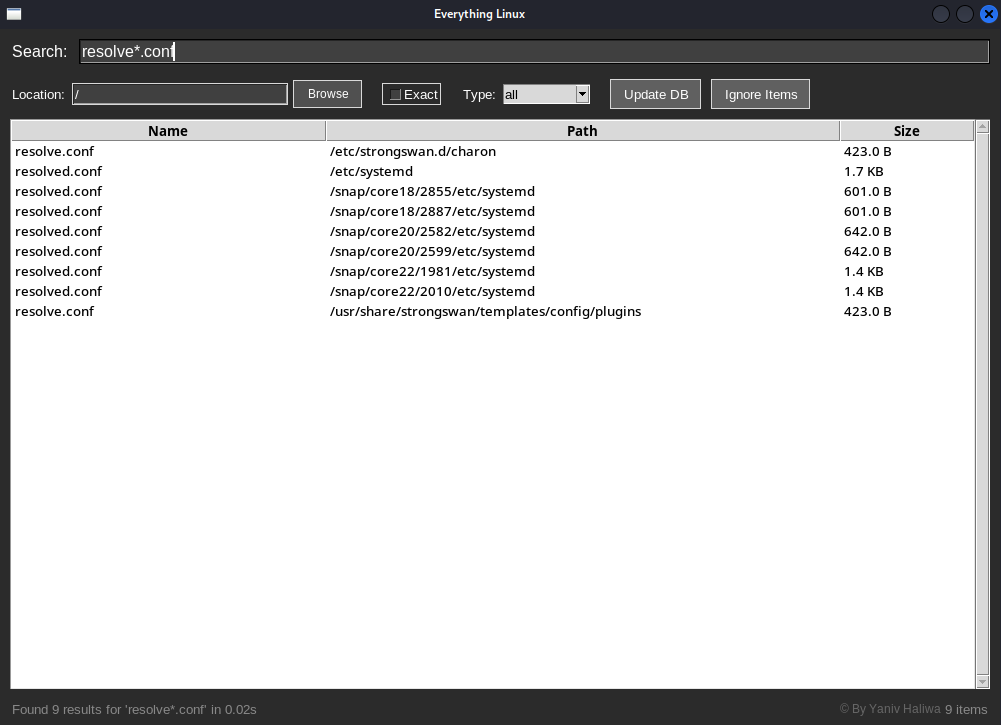 Everything Linux
Search: resolve*.conf
Location: / Browse Exact Type: all Update DB Ignore Items
Name Path Size
resolve.conf /etc/strongswan.d/charon 423.0 B
resolved.conf /etc/systemd 1.7 KB
resolved.conf /snap/core18/2855/etc/systemd 601.0 B
resolved.conf /snap/core18/2887/etc/systemd 601.0 B
resolved.conf /snap/core20/2582/etc/systemd 642.0 B
resolved.conf /snap/core20/2599/etc/systemd 642.0 B
resolved.conf /snap/core22/1981/etc/systemd 1.4 KB
resolved.conf /snap/core22/2010/etc/systemd 1.4 KB
resolve.conf /usr/share/strongswan/templates/config/plugins 423.0 B
Found 9 results for 'resolve*.conf' in 0.02s © By Yaniv Haliwa 9 items